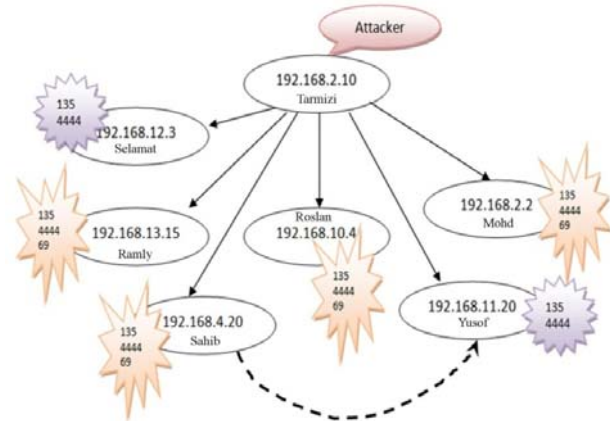 Attacker
192.168.2.10
Tarmizi
135
4444
192.168.12.3
Selamat
135
4444
69
192.168.13.15
Ramly
Roslan
192.168.10.4
135
4444
69
192.168.2.2
Mohd
135
4444
69
135
4444
69
192.168.4.20
Sahib
192.168.11.20
Yusof
135
4444